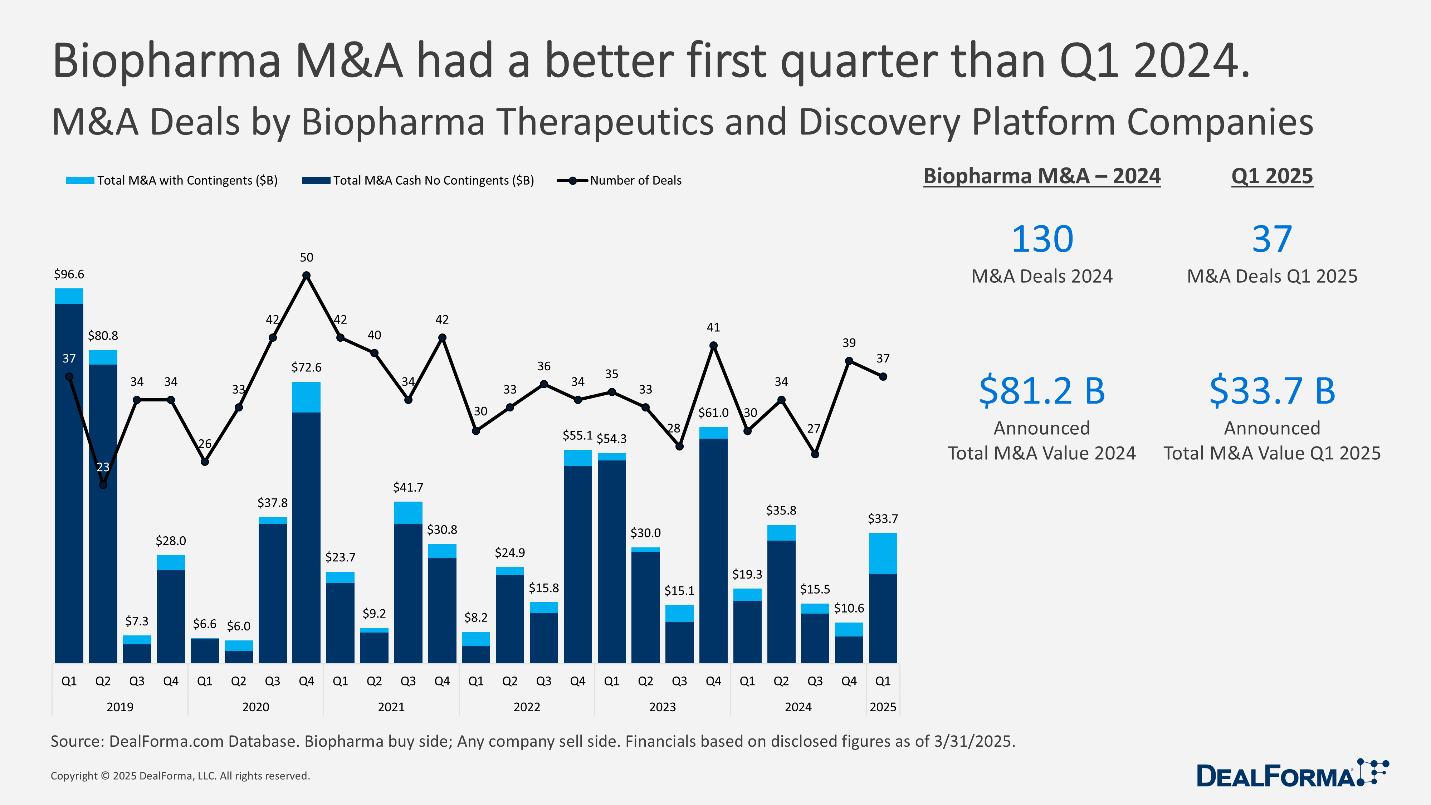 Biopharma M&A had a better first quarter than Q1 2024.
M&A Deals by Biopharma Therapeutics and Discovery Platform Companies
Total M&A with Contingents ($B) Total M&A Cash No Contingents ($B) Number of Deals
Biopharma M&A – 2024 Q1 2025
130 37
M&A Deals 2024 M&A Deals Q1 2025
$81.2 B $33.7 B
Announced Announced
Total M&A Value 2024 Total M&A Value Q1 2025
37 23 34 34 26 33 42 50 42 40 34 42 30 33 36 34 35 33 28 41 30 34 27 39 37
$96.6 $80.8 $7.3 $28.0 $6.6 $6.0 $37.8 $72.6 $23.7 $9.2 $41.7 $30.8 $8.2 $24.9 $15.8 $55.1 $54.3 $30.0 $15.1 $61.0 $19.3 $35.8 $15.5 $10.6 $33.7
Q1 Q2 Q3 Q4 Q1 Q2 Q3 Q4 Q1 Q2 Q3 Q4 Q1 Q2 Q3 Q4 Q1 Q2 Q3 Q4 Q1 Q2 Q3 Q4 Q1
2019 2020 2021 2022 2023 2024 2025
Source: DealForma.com Database. Biopharma buy side; Any company sell side. Financials based on disclosed figures as of 3/31/2025.
Copyright © 2025 DealForma, LLC. All rights reserved.
DEALFORMA